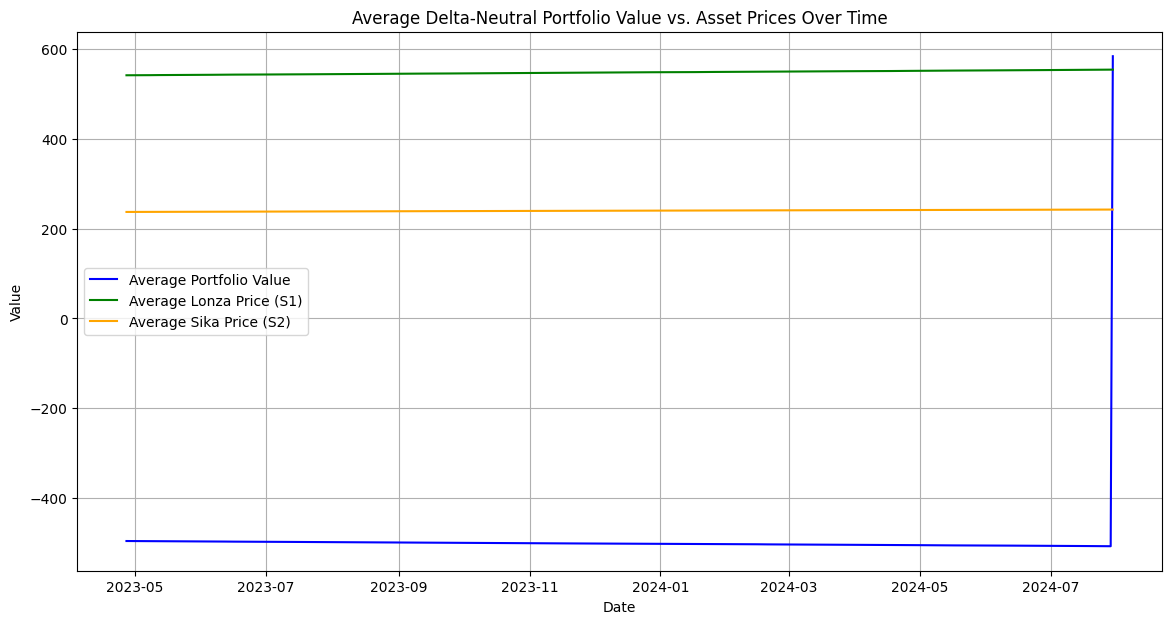 Average Delta-Neutral Portfolio Value vs. Asset Prices Over Time
600
400
200
0
−200
−400
Value
Average Portfolio Value
Average Lonza Price (S1)
Average Sika Price (S2)
2023-05 2023-07 2023-09 2023-11 2024-01 2024-03 2024-05 2024-07
Date